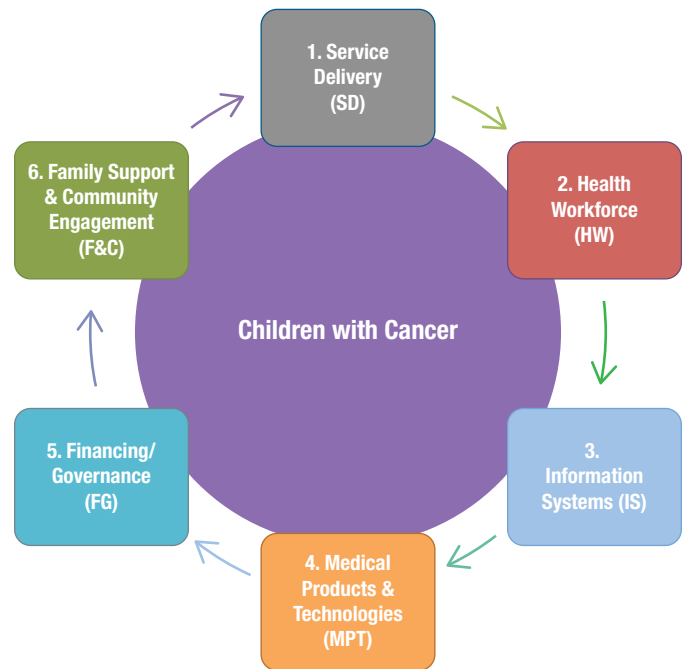 1. Service
Delivery
(SD)
2. Health
Workforce
(HW)
3.
Information
Systems (IS)
4. Medical
Products &
Technologies
(MPT)
5. Financing/
Governance
(FG)
6. Family Support
& Community
Engagement
(F&C)
Children with Cancer